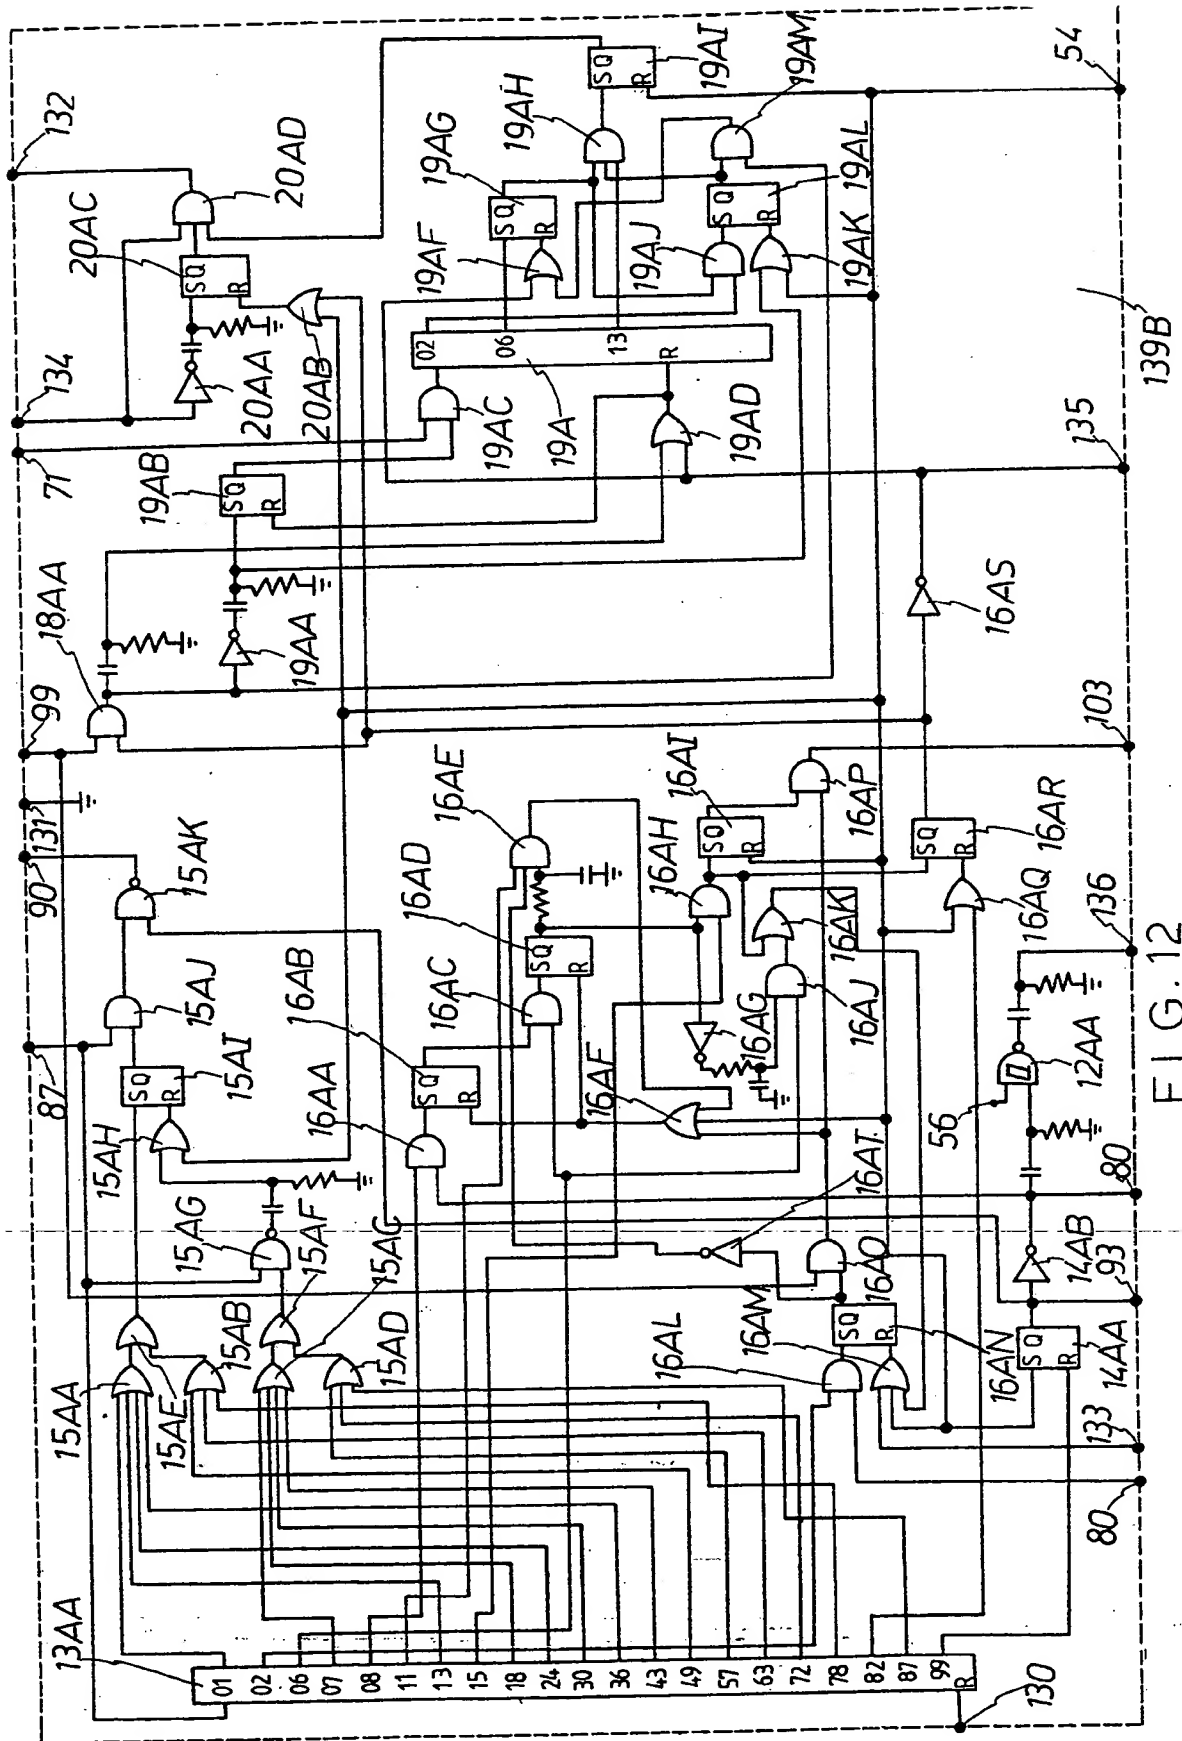 54
132
19AI
20AD
19AH
19AM
20AC
19AG
19AF
19AL
19AJ
19AK
134
20AA
20AB
02
06
13
R
19A
19AC
19AD
71
19AB
139B
135
99
18AA
19AA
16AS
90
131
15AK
16AE
16AI
103
16AD
16AH
16AP
16AR
16AQ
16AK
15AJ
16AB
16AC
16AG
16AJ
136
87
15AI
16AA
16AF
12AA
56
15AH
16AT
80
15AG
15AF
15AC
16AO
14AB
93
15AA
15AE
15AB
15AD
16AL
16AM
16AN
14AA
133
80
13AA
01
02
06
07
08
11
13
15
18
24
30
36
43
49
57
63
72
78
82
87
99
R
130
S Q
R
S Q
R
S Q
R
S Q
R
S Q
R
S Q
R
S Q
R
S Q
R
S Q
R
S Q
R
S Q
R
S Q
R
FIG. 12